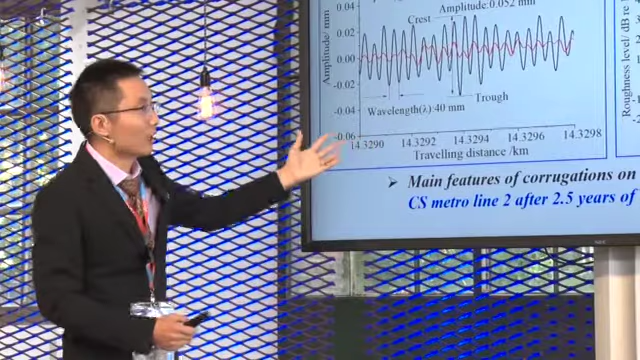 Amplitude:0.052 mm
0.04
Crest
0.02
0.00
-0.02
-0.04
-0.06
Amplitude/ mm
Trough
Wavelength(λ):40 mm
14.3290 14.3292 14.3294 14.3296 14.3298
Travelling distance /km
Roughness level/ dB re
➢ Main features of corrugations on
CS metro line 2 after 2.5 years of
NEC